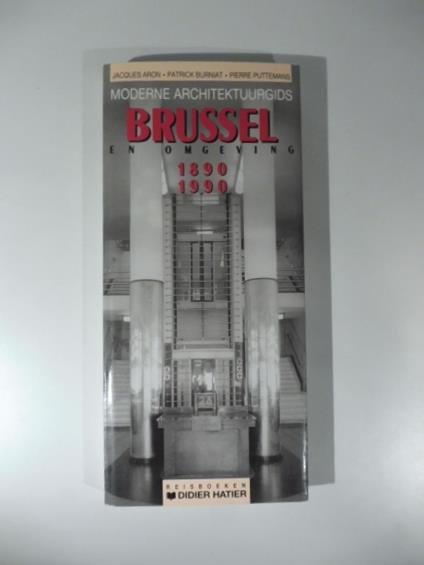 JACQUES ARON • PATRICK BURNIAT • PIERRE PUTTEMANS
MODERNE ARCHITEKTUURGIDS
BRUSSEL
EN OMGEVING
1890
1990
REISBOEKEN
DIDIER HATIER